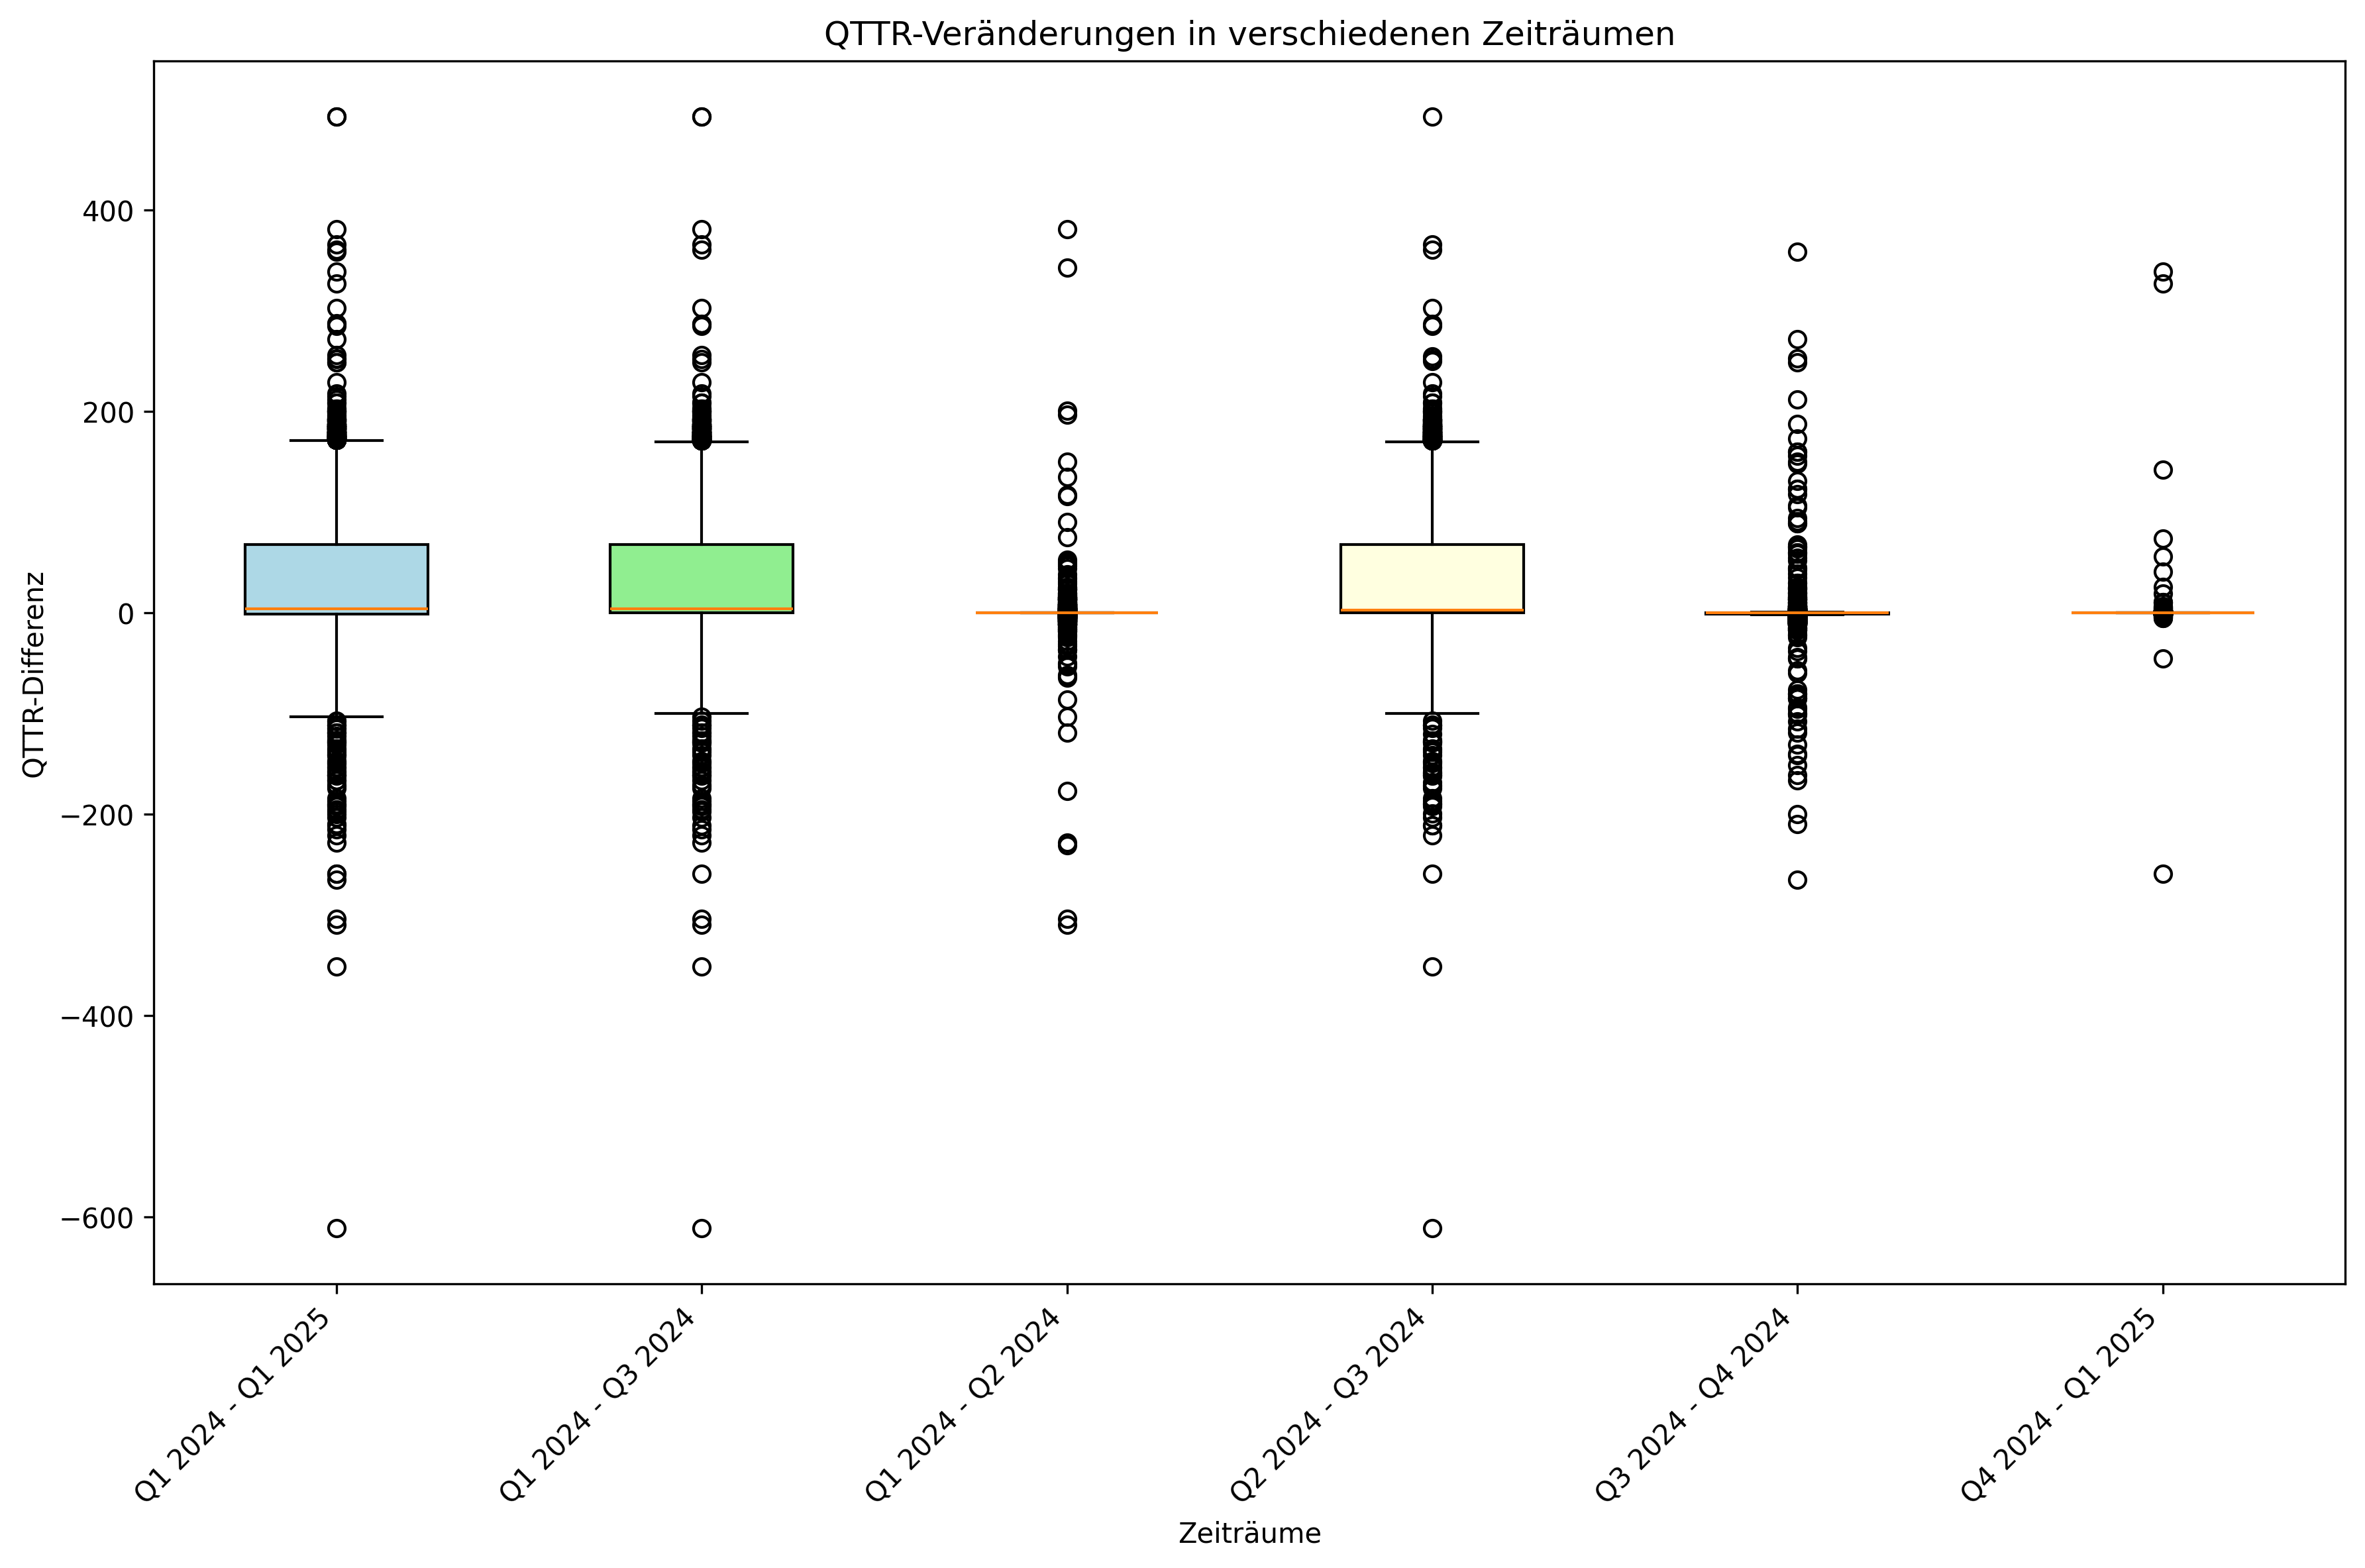 QTTR-Veränderungen in verschiedenen Zeiträumen
QTTR-Differenz
400
200
0
−200
−400
−600
Q1 2024 - Q1 2025
Q1 2024 - Q3 2024
Q1 2024 - Q2 2024
Q2 2024 - Q3 2024
Q3 2024 - Q4 2024
Q4 2024 - Q1 2025
Zeiträume